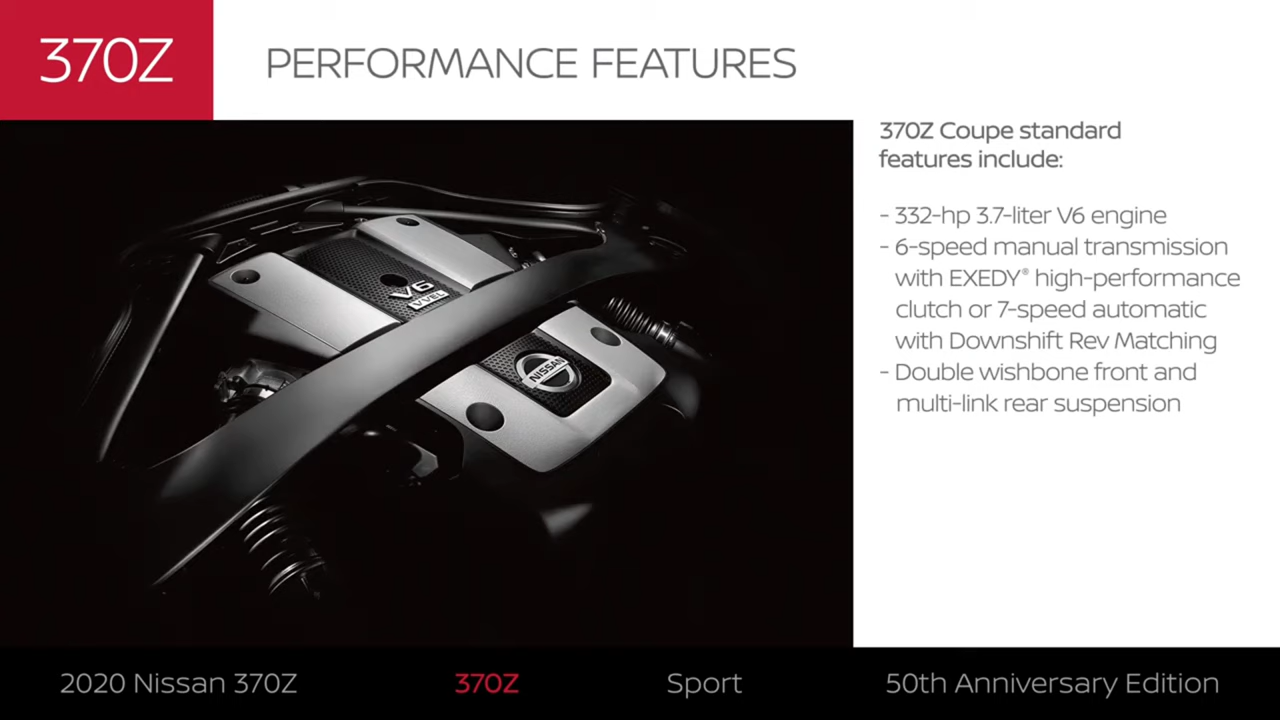 370Z
PERFORMANCE FEATURES
370Z Coupe standard
features include:
- 332-hp 3.7-liter V6 engine
- 6-speed manual transmission
with EXEDY® high-performance
clutch or 7-speed automatic
with Downshift Rev Matching
- Double wishbone front and
multi-link rear suspension
V6
VVEL
NISSAN
2020 Nissan 370Z
370Z
Sport
50th Anniversary Edition